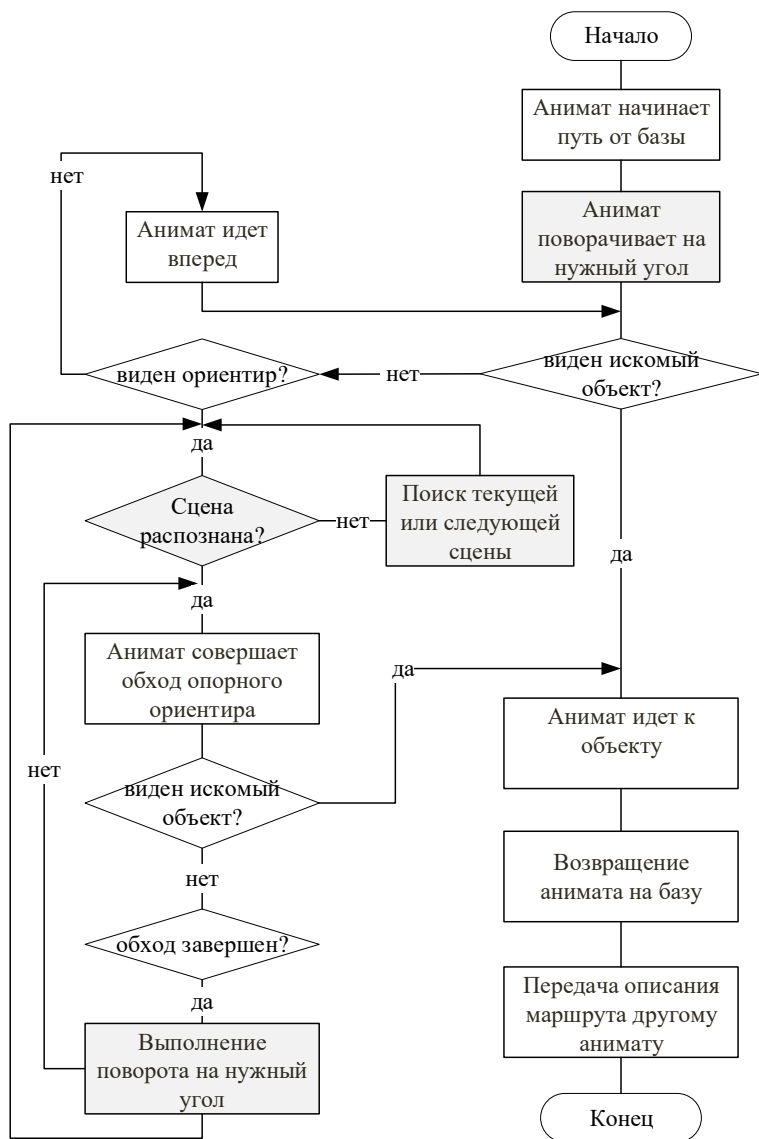 Начало
Анимат начинает
путь от базы
Анимат
поворачивает на
нужный угол
нет
Анимат идет
вперед
виден ориентир?
нет
виден искомый
объект?
да
Сцена
распознана?
нет
Поиск текущей
или следующей
сцены
да
да
Анимат совершает
обход опорного
ориентира
да
Анимат идет к
объекту
нет
виден искомый
объект?
Возвращение
анимата на базу
нет
обход завершен?
да
Передача описания
маршрута другому
анимату
Выполнение
поворота на нужный
угол
Конец